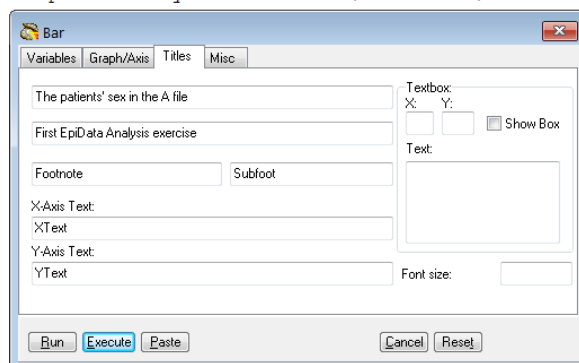 Bar
Variables Graph/Axis Titles Misc
The patients' sex in the A file
First EpiData Analysis exercise
Footnote Subfoot
X-Axis Text:
XText
Y-Axis Text:
YText
Textbox:
X: Y:
Show Box
Text:
Font size:
Run Execute Paste Cancel Reset